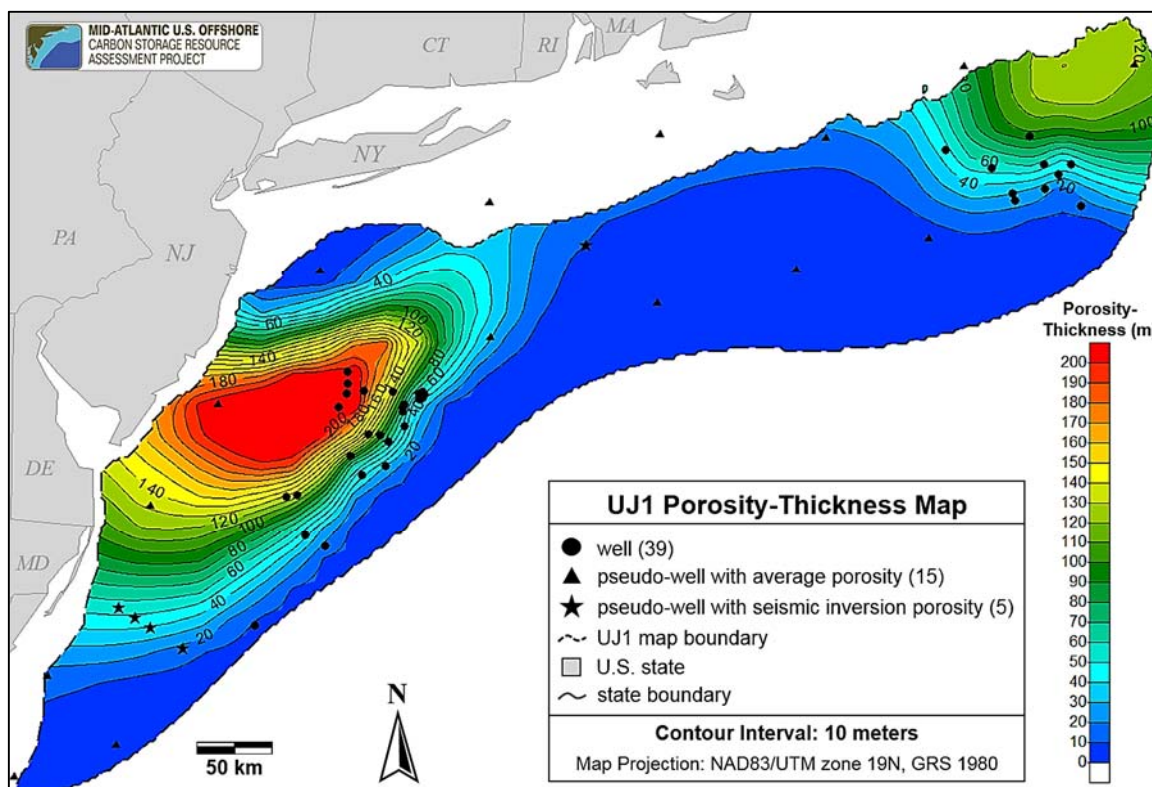 MID-ATLANTIC U.S. OFFSHORE
CARBON STORAGE RESOURCE
ASSESSMENT PROJECT
CT
RI
MA
NY
PA
NJ
DE
MD
120
100
60
40
20
40
60
100
120
140
180
80
140
60
160
40
180
200
20
140
120
100
80
60
40
20
N
50 km
UJ1 Porosity-Thickness Map
well (39)
pseudo-well with average porosity (15)
pseudo-well with seismic inversion porosity (5)
UJ1 map boundary
U.S. state
state boundary
Contour Interval: 10 meters
Map Projection: NAD83/UTM zone 19N, GRS 1980
Porosity-
Thickness (m
200
190
180
170
160
150
140
130
120
110
100
90
80
70
60
50
40
30
20
10
0